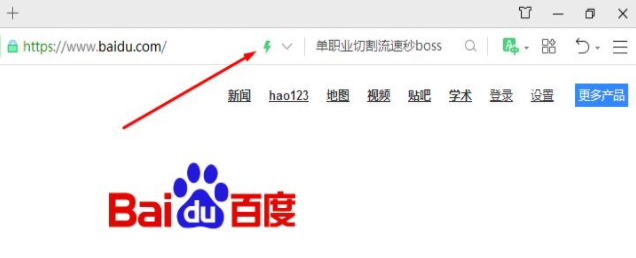 https://www.baidu.com/ 单职业切割流速秒boss
新闻 hao123 地图 视频 贴吧 学术 登录 设置 更多产品
Baidu百度